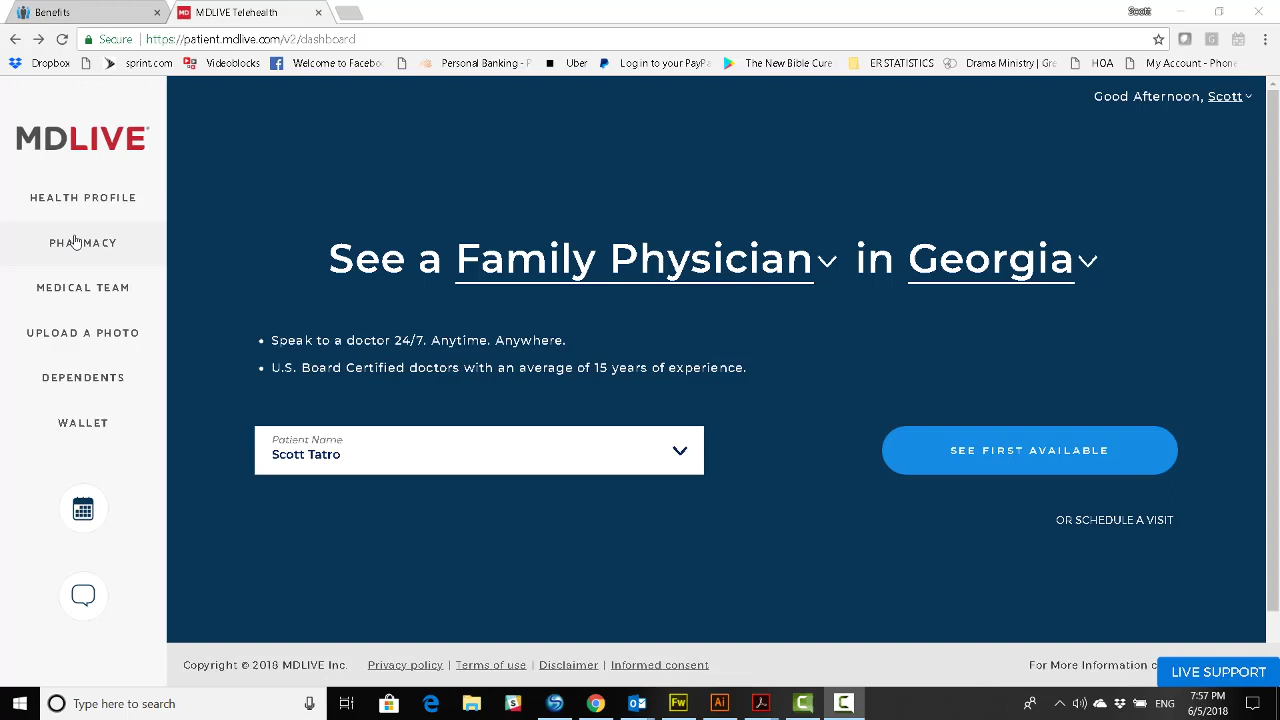 Benefits
MDLIVE Telehealth
Scott
Secure
https://patient.mdlive.com/v2/dashboard
Dropbox
sprint.com
Videoblocks
Welcome to Facebo
Personal Banking - P
Uber
Log in to your PayPa
The New Bible Cure
ER STATISTICS
Drama Ministry | Gre
HOA
My Account - Phone
Good Afternoon, Scott
MDLIVE
HEALTH PROFILE
PHARMACY
MEDICAL TEAM
UPLOAD A PHOTO
DEPENDENTS
WALLET
See a Family Physician in Georgia
• Speak to a doctor 24/7. Anytime. Anywhere.
• U.S. Board Certified doctors with an average of 15 years of experience.
Patient Name
Scott Tatro
SEE FIRST AVAILABLE
OR SCHEDULE A VISIT
Copyright © 2018 MDLIVE Inc. Privacy policy | Terms of use | Disclaimer | Informed consent
For More Information c
LIVE SUPPORT
Type here to search
ENG
7:57 PM
6/5/2018